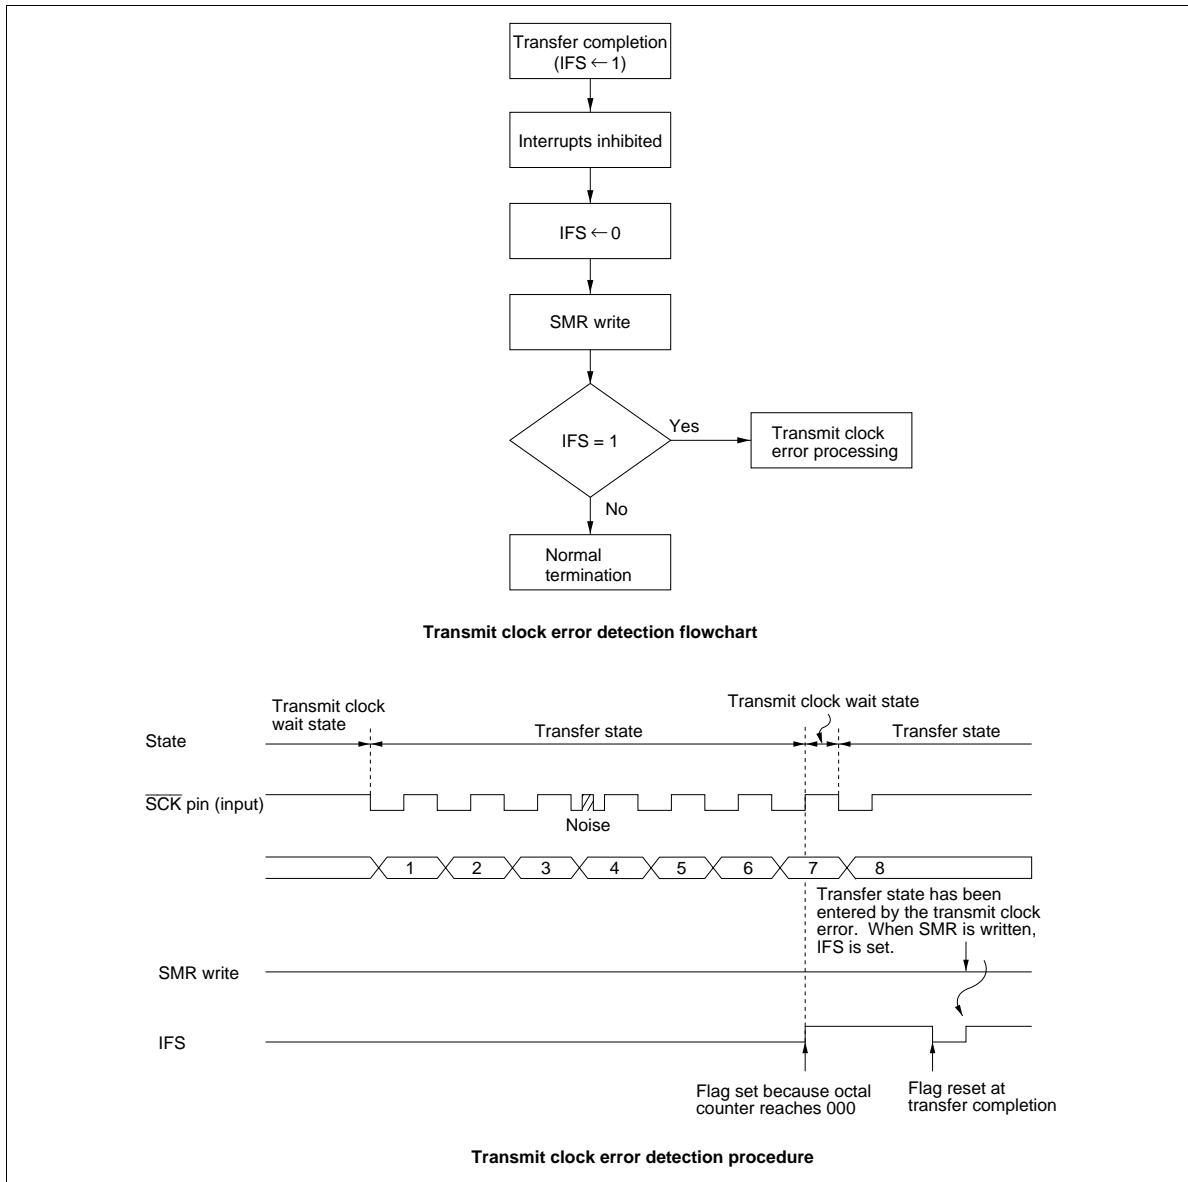 Transfer completion
(IFS ← 1)
Interrupts inhibited
IFS ← 0
SMR write
IFS = 1
Yes
Transmit clock
error processing
No
Normal
termination
Transmit clock error detection flowchart
Transmit clock
wait state
Transmit clock wait state
State
Transfer state
Transfer state
SCK pin (input)
Noise
1 2 3 4 5 6 7 8
Transfer state has been
entered by the transmit clock
error.  When SMR is written,
IFS is set.
SMR write
IFS
Flag set because octal
counter reaches 000
Flag reset at
transfer completion
Transmit clock error detection procedure